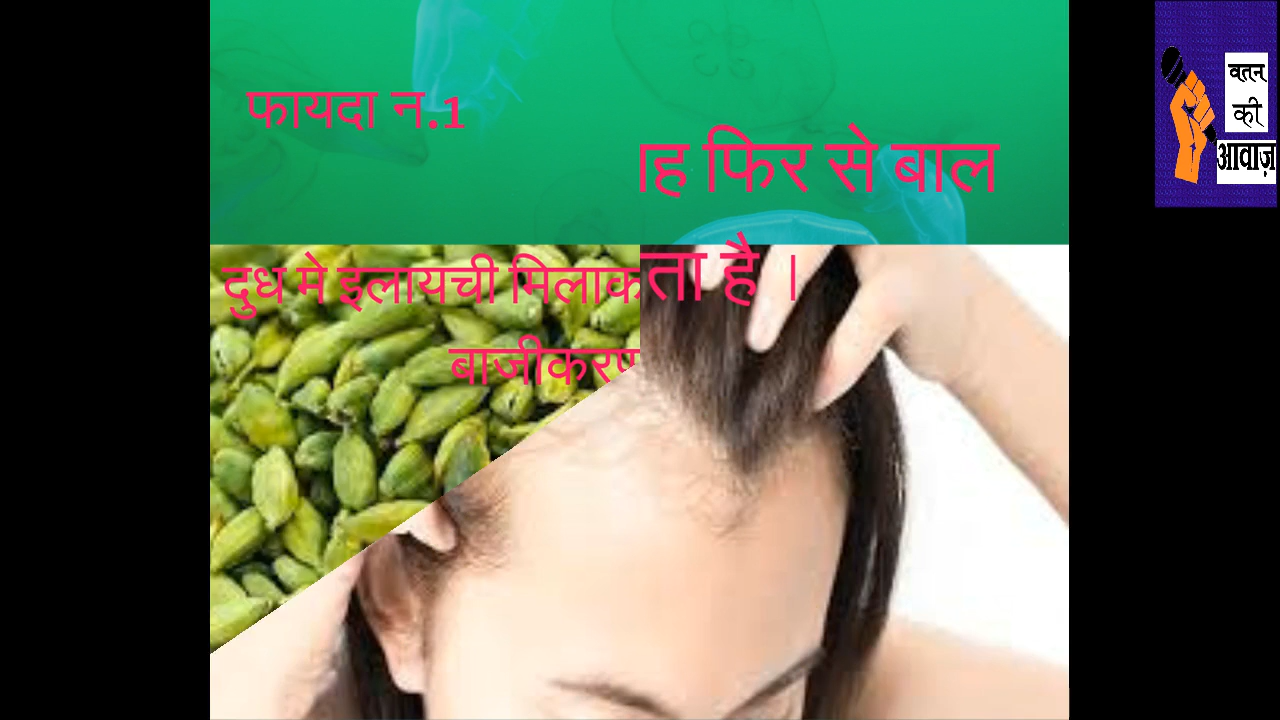 फायदा न.1
ह फिर से बाल
दुध मे इलायची मिलाक
ता है ।
बाजीकरण
वतन
की
आवाज़